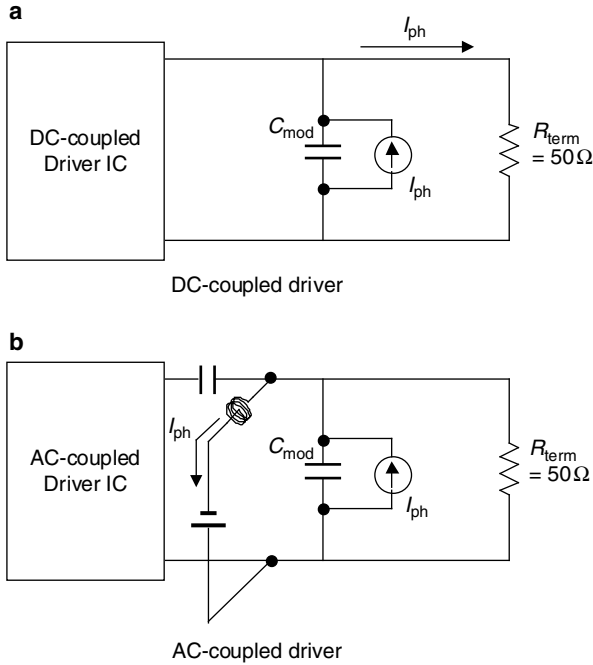 a
I_ph
DC-coupled
Driver IC
C_mod
I_ph
R_term
= 50Ω
DC-coupled driver
b
I_ph
AC-coupled
Driver IC
C_mod
I_ph
R_term
= 50Ω
AC-coupled driver